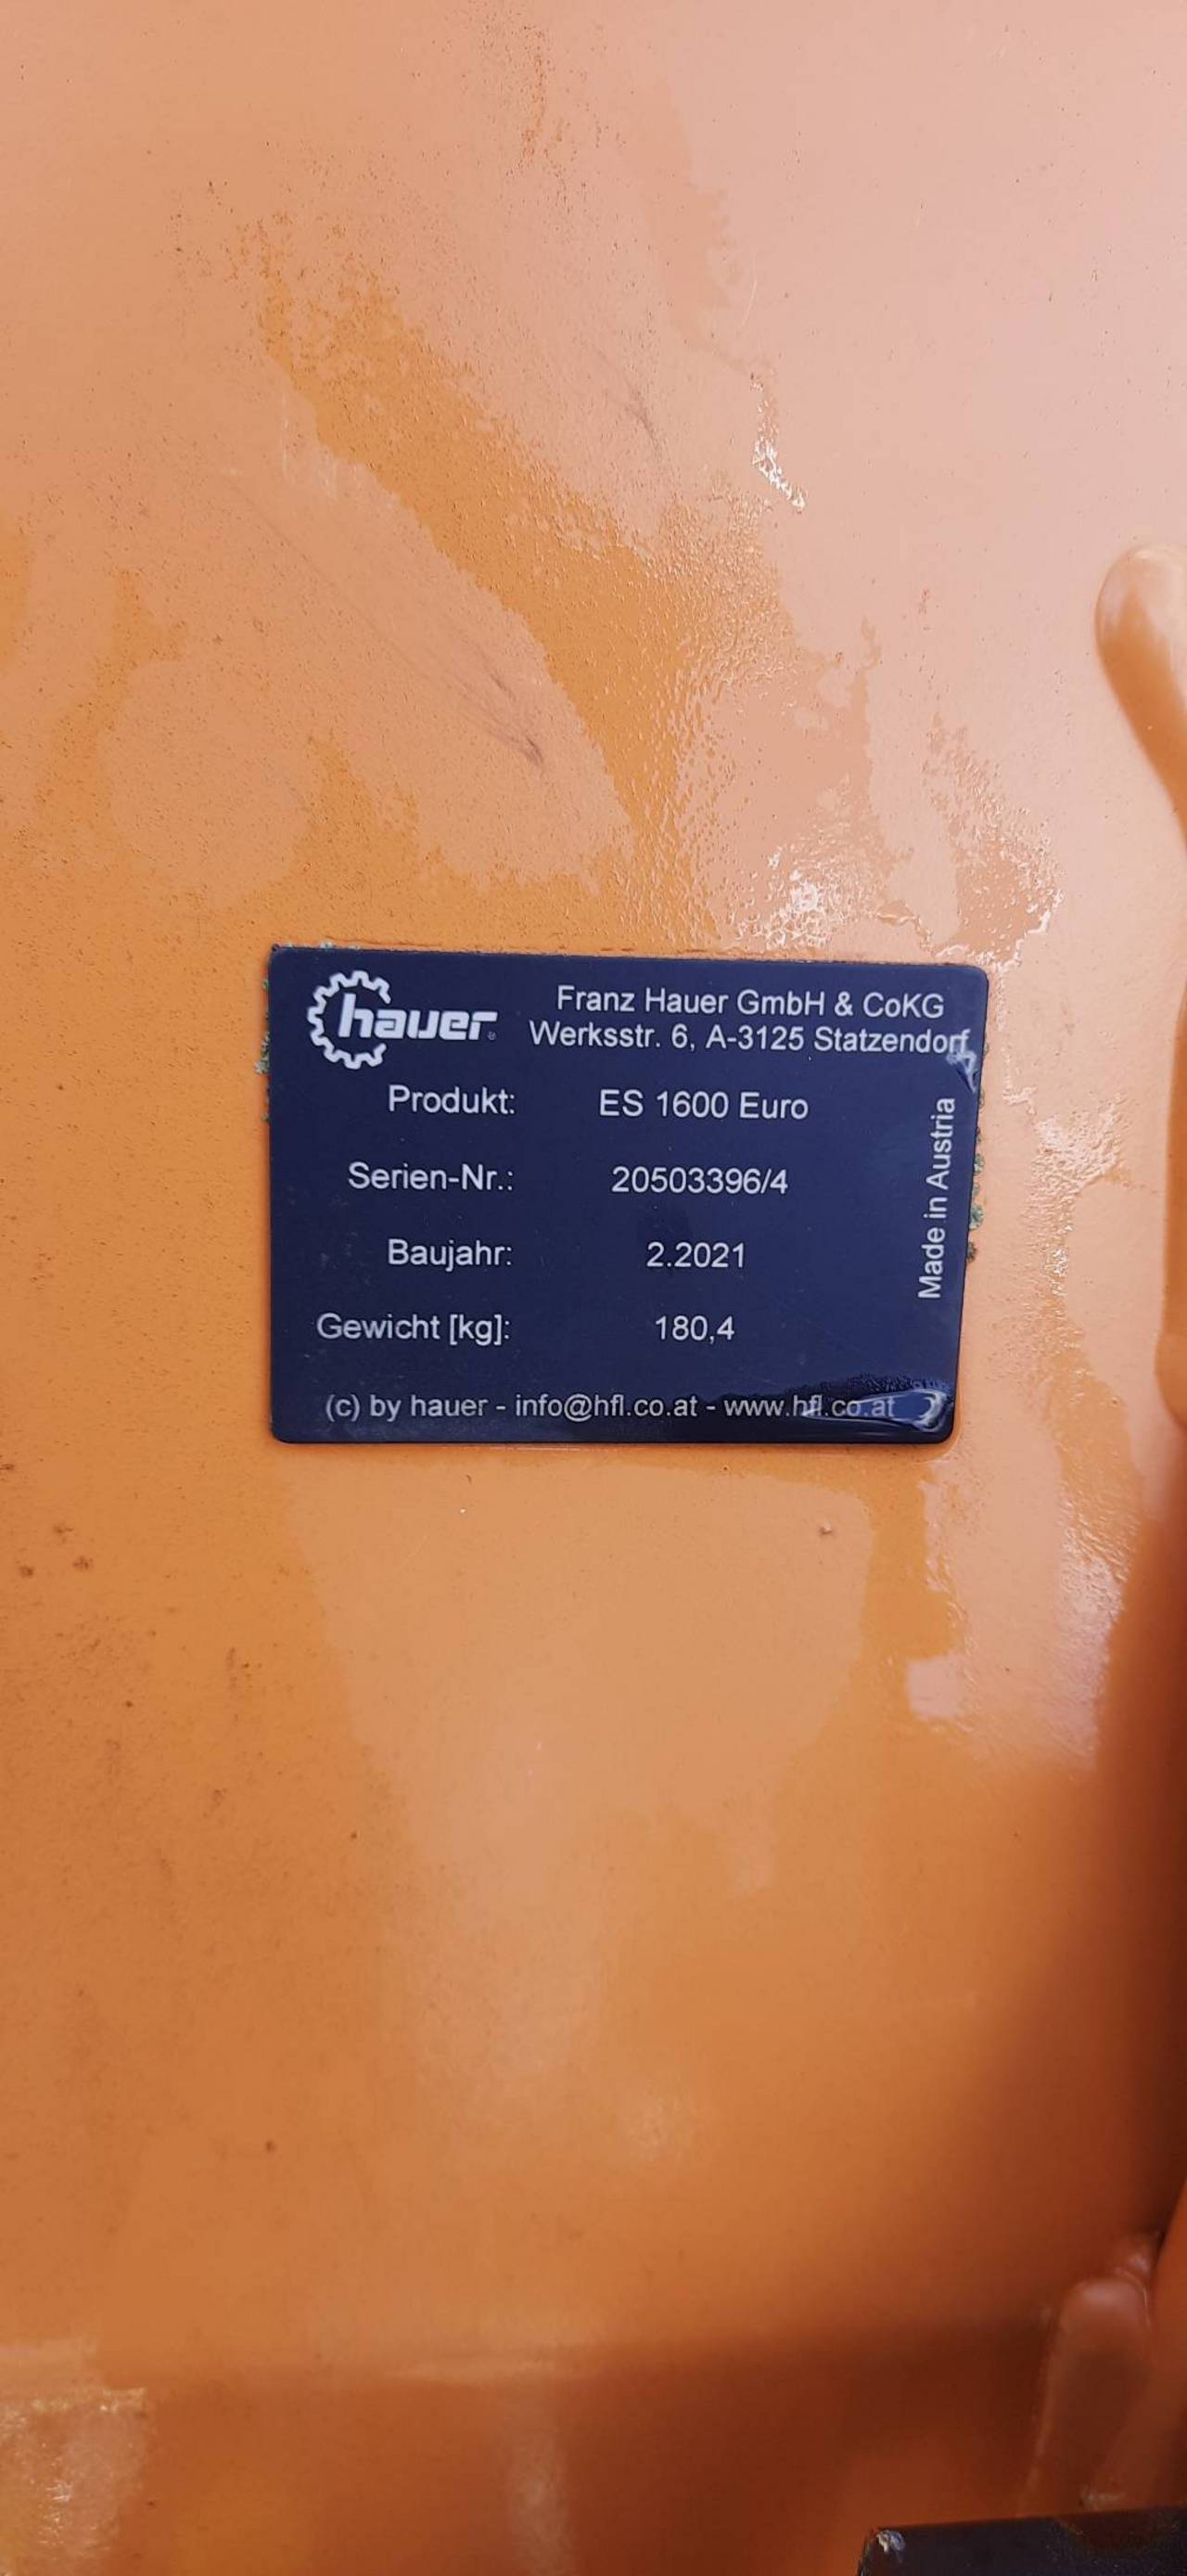 hauer
Franz Hauer GmbH & CoKG
Werksstr. 6, A-3125 Statzendorf
Produkt: ES 1600 Euro
Serien-Nr.: 20503396/4
Baujahr: 2.2021
Gewicht [kg]: 180,4
Made in Austria
(c) by hauer - info@hfl.co.at - www.hfl.co.at